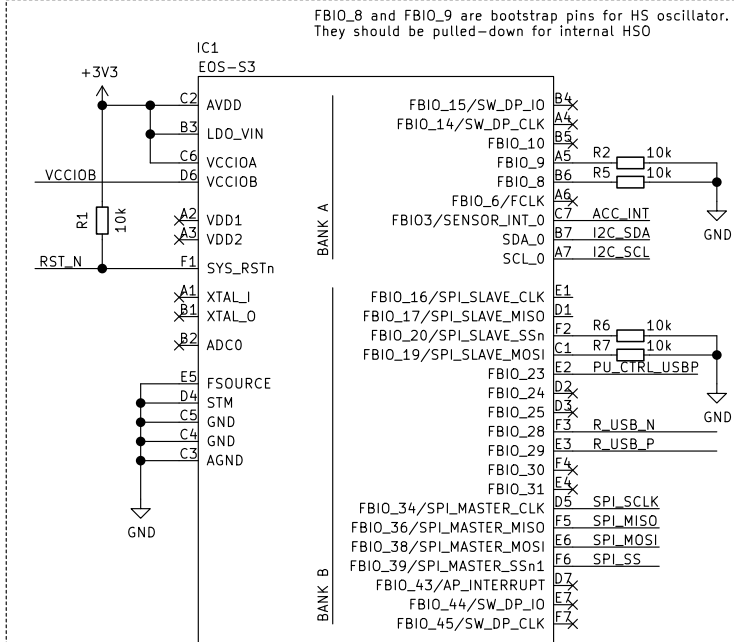 FBIO_8 and FBIO_9 are bootstrap pins for HS oscillator.
They should be pulled-down for internal HSO
IC1
EOS-S3
+3V3
C2 AVDD
B3 LDO_VIN
C6 VCCIOA
VCCIOB D6 VCCIOB
R1 10k
A2 VDD1
A3 VDD2
RST_N F1 SYS_RSTn
A1 XTAL_I
B1 XTAL_O
B2 ADC0
E5 FSOURCE
D4 STM
C5 GND
C4 GND
C3 AGND
GND
BANK A
FBIO_15/SW_DP_IO B4
FBIO_14/SW_DP_CLK A4
FBIO_10 B5
FBIO_9 A5 R2 10k
FBIO_8 B6 R5 10k
FBIO_6/FCLK A6
FBIO3/SENSOR_INT_0 C7 ACC_INT
SDA_0 B7 I2C_SDA
SCL_0 A7 I2C_SCL
GND
BANK B
FBIO_16/SPI_SLAVE_CLK E1
FBIO_17/SPI_SLAVE_MISO D1
FBIO_20/SPI_SLAVE_SSn F2 R6 10k
FBIO_19/SPI_SLAVE_MOSI C1 R7 10k
FBIO_23 E2 PU_CTRL_USBP
FBIO_24 D2
FBIO_25 D3
GND
FBIO_28 F3 R_USB_N
FBIO_29 E3 R_USB_P
FBIO_30 F4
FBIO_31 E4
FBIO_34/SPI_MASTER_CLK D5 SPI_SCLK
FBIO_36/SPI_MASTER_MISO F5 SPI_MISO
FBIO_38/SPI_MASTER_MOSI E6 SPI_MOSI
FBIO_39/SPI_MASTER_SSn1 F6 SPI_SS
FBIO_43/AP_INTERRUPT D7
FBIO_44/SW_DP_IO E7
FBIO_45/SW_DP_CLK F7